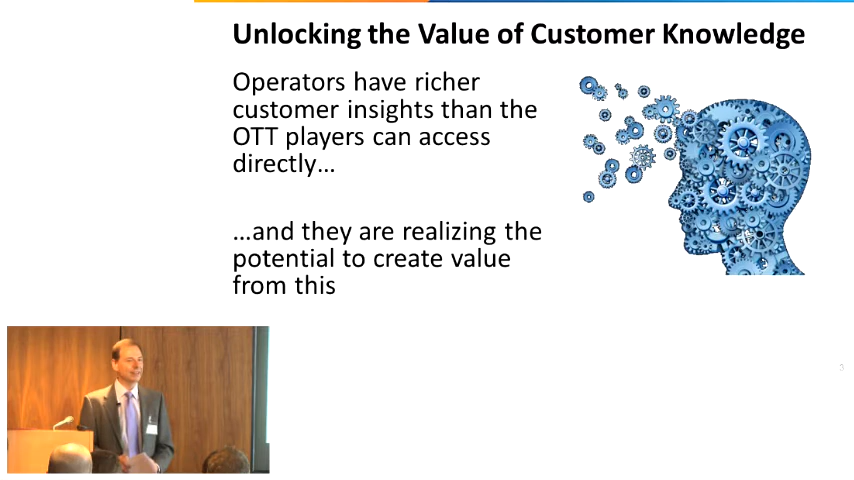 Unlocking the Value of Customer Knowledge
Operators have richer
customer insights than the
OTT players can access
directly...
...and they are realizing the
potential to create value
from this